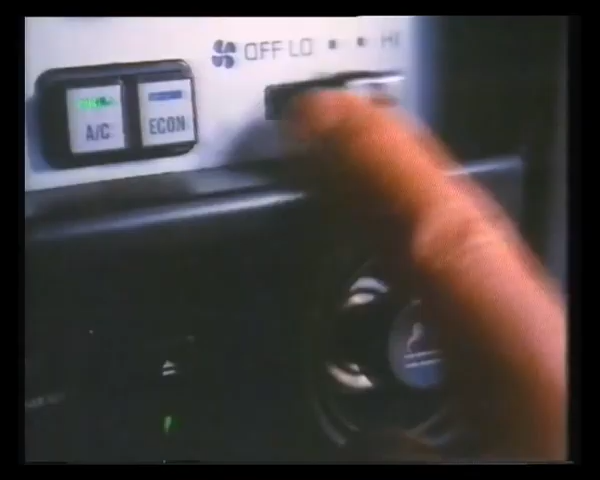 OFF LO • • HI
A/C ECON